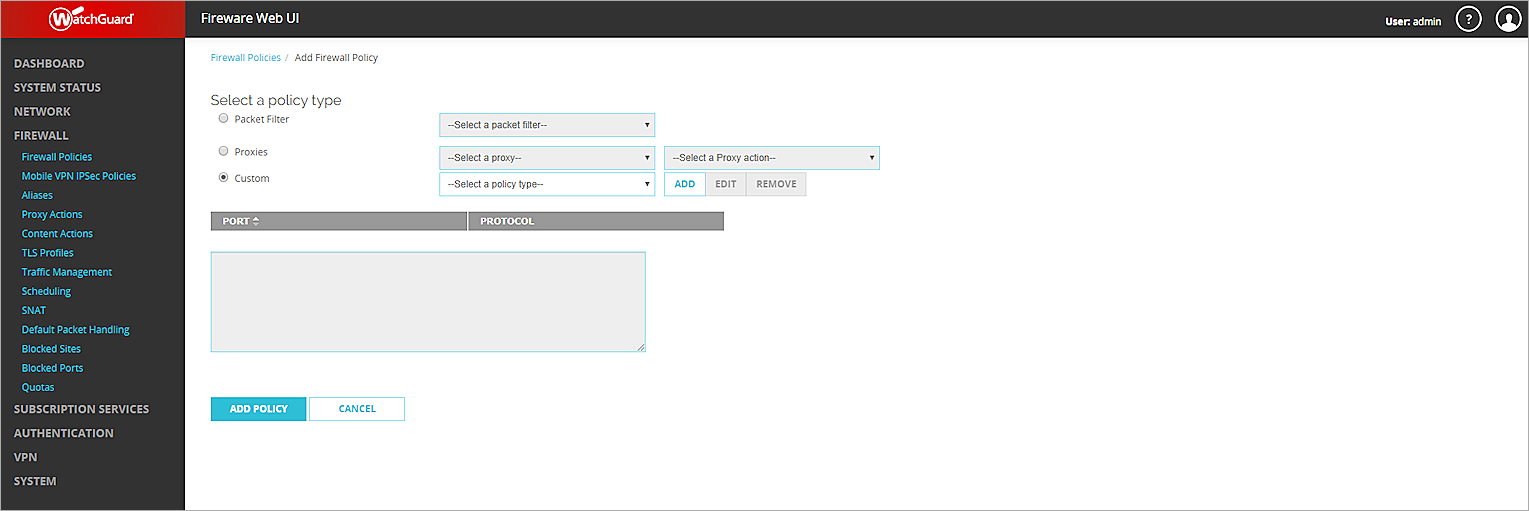 WatchGuard
Fireware Web UI
User: admin
?
DASHBOARD
SYSTEM STATUS
NETWORK
FIREWALL
Firewall Policies
Mobile VPN IPSec Policies
Aliases
Proxy Actions
Content Actions
TLS Profiles
Traffic Management
Scheduling
SNAT
Default Packet Handling
Blocked Sites
Blocked Ports
Quotas
SUBSCRIPTION SERVICES
AUTHENTICATION
VPN
SYSTEM
Firewall Policies / Add Firewall Policy
Select a policy type
Packet Filter --Select a packet filter--
Proxies --Select a proxy-- --Select a Proxy action--
Custom --Select a policy type-- ADD EDIT REMOVE
PORT PROTOCOL
ADD POLICY CANCEL